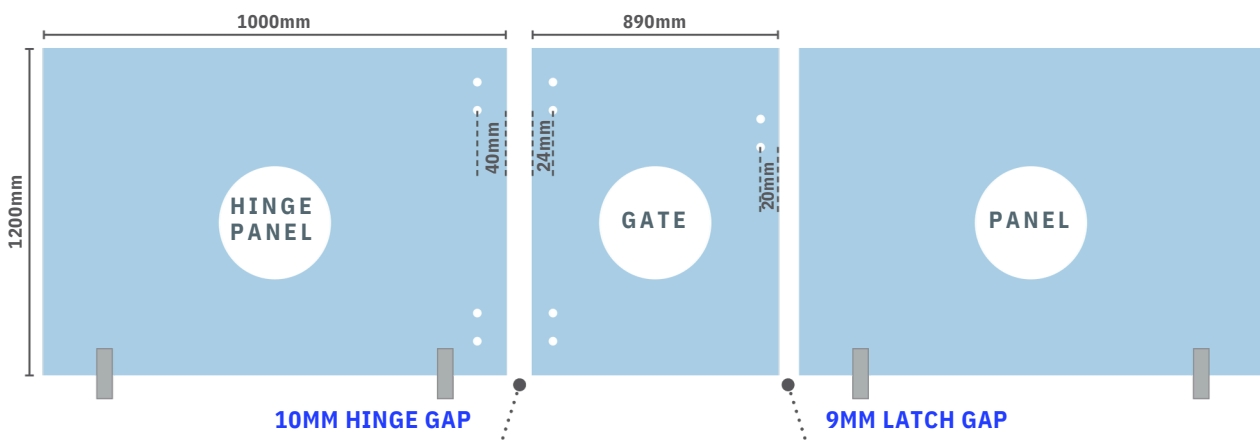 1000mm
890mm
1200mm
40mm
24mm
20mm
HINGE
PANEL
GATE
PANEL
10MM HINGE GAP
9MM LATCH GAP